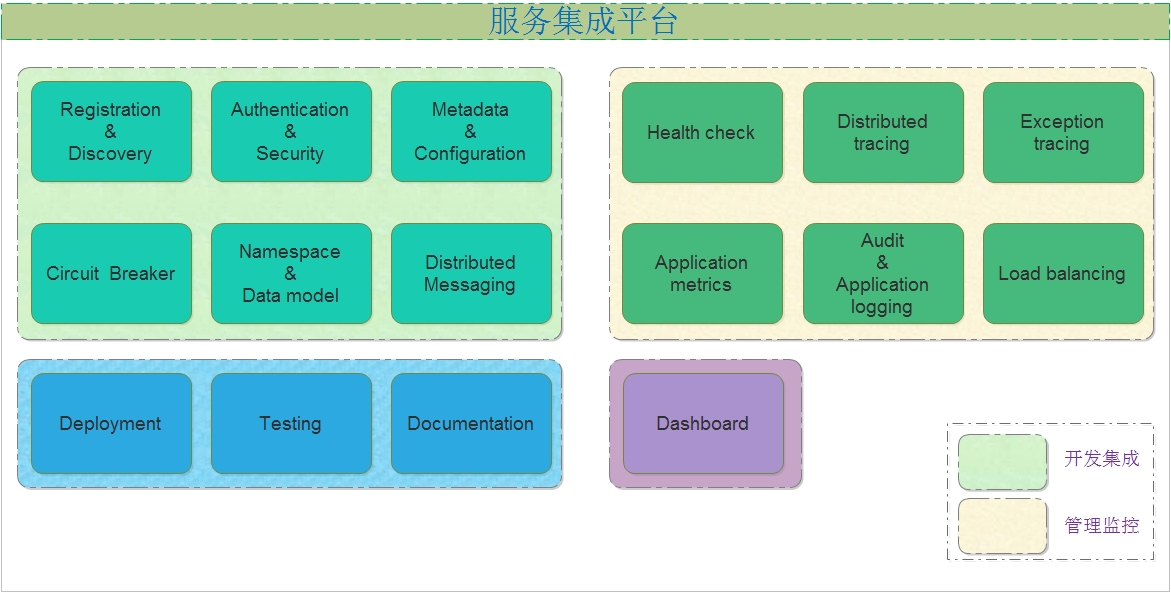 服务集成平台
Registration
&
Discovery
Authentication
&
Security
Metadata
&
Configuration
Circuit  Breaker
Namespace
&
Data model
Distributed
Messaging
Health check
Distributed
tracing
Exception
tracing
Application
metrics
Audit
&
Application
logging
Load balancing
Deployment
Testing
Documentation
Dashboard
开发集成
管理监控